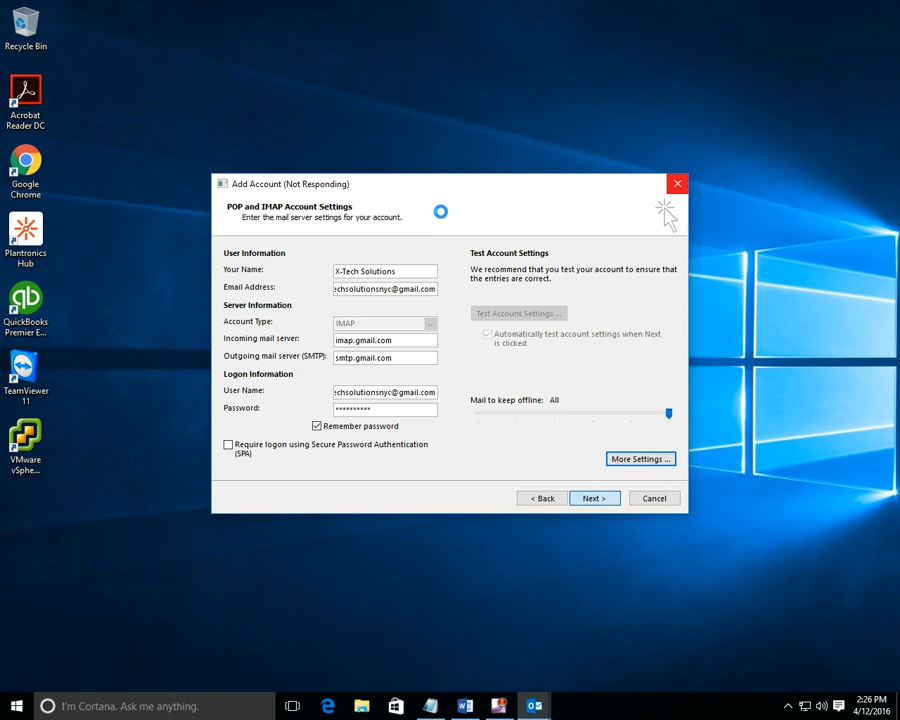 Recycle Bin
Acrobat
Reader DC
Google
Chrome
Plantronics
Hub
QuickBooks
Premier E...
TeamViewer
11
VMware
vSphe...
Add Account (Not Responding)
POP and IMAP Account Settings
Enter the mail server settings for your account.
User Information
Your Name:
X-Tech Solutions
Email Address:
echsolutionsnyc@gmail.com
Server Information
Account Type:
IMAP
Incoming mail server:
imap.gmail.com
Outgoing mail server (SMTP):
smtp.gmail.com
Logon Information
User Name:
echsolutionsnyc@gmail.com
Password:
**********
Remember password
Require logon using Secure Password Authentication
(SPA)
Test Account Settings
We recommend that you test your account to ensure that
the entries are correct.
Test Account Settings ...
Automatically test account settings when Next
is clicked
Mail to keep offline: All
More Settings ...
< Back
Next >
Cancel
I'm Cortana. Ask me anything.
2:26 PM
4/12/2016